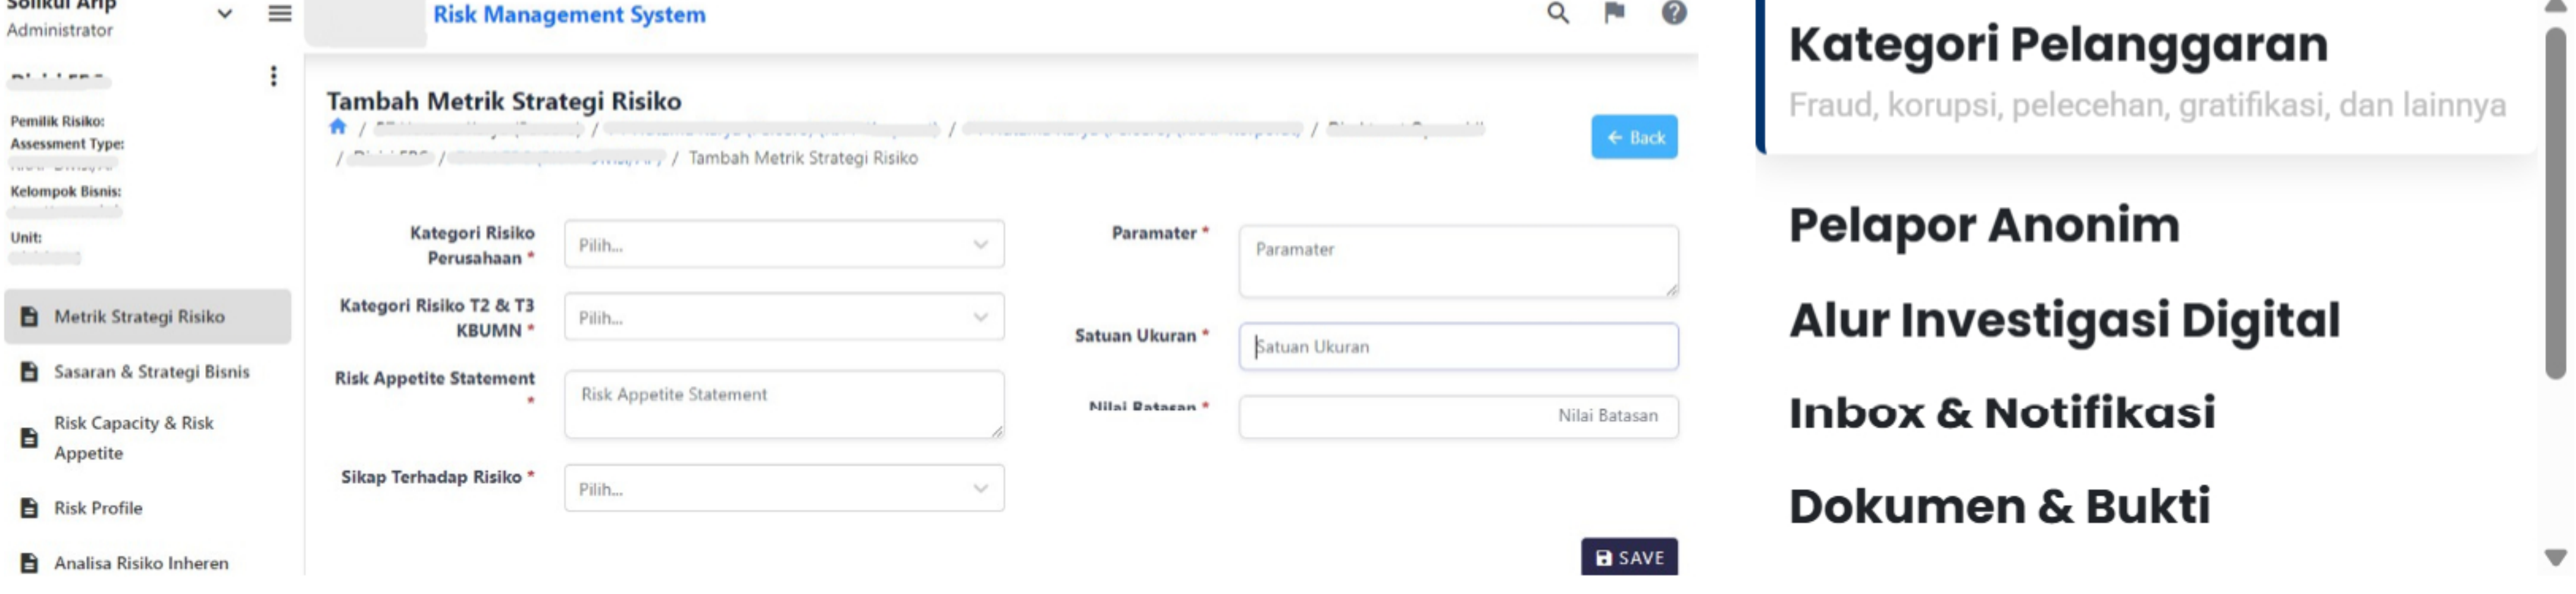 Solikul Arip
Administrator
Risk Management System
Pemilik Risiko:
Assessment Type:
Kelompok Bisnis:
Unit:
Metrik Strategi Risiko
Sasaran & Strategi Bisnis
Risk Capacity & Risk
Appetite
Risk Profile
Analisa Risiko Inheren
Tambah Metrik Strategi Risiko
/ / / /
/ / / Tambah Metrik Strategi Risiko
← Back
Kategori Risiko
Perusahaan *
Pilih...
Kategori Risiko T2 & T3
KBUMN *
Pilih...
Risk Appetite Statement
*
Risk Appetite Statement
Sikap Terhadap Risiko *
Pilih...
Paramater *
Paramater
Satuan Ukuran *
Satuan Ukuran
Nilai Batasan *
Nilai Batasan
SAVE
Kategori Pelanggaran
Fraud, korupsi, pelecehan, gratifikasi, dan lainnya
Pelapor Anonim
Alur Investigasi Digital
Inbox & Notifikasi
Dokumen & Bukti